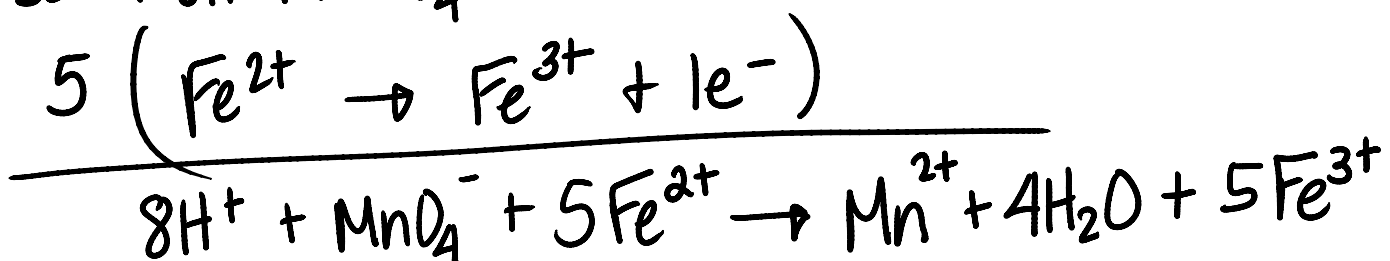 5 ( Fe²⁺ → Fe³⁺ + 1e⁻ )
8H⁺ + MnO₄⁻ + 5Fe²⁺ → Mn²⁺ + 4H₂O + 5Fe³⁺